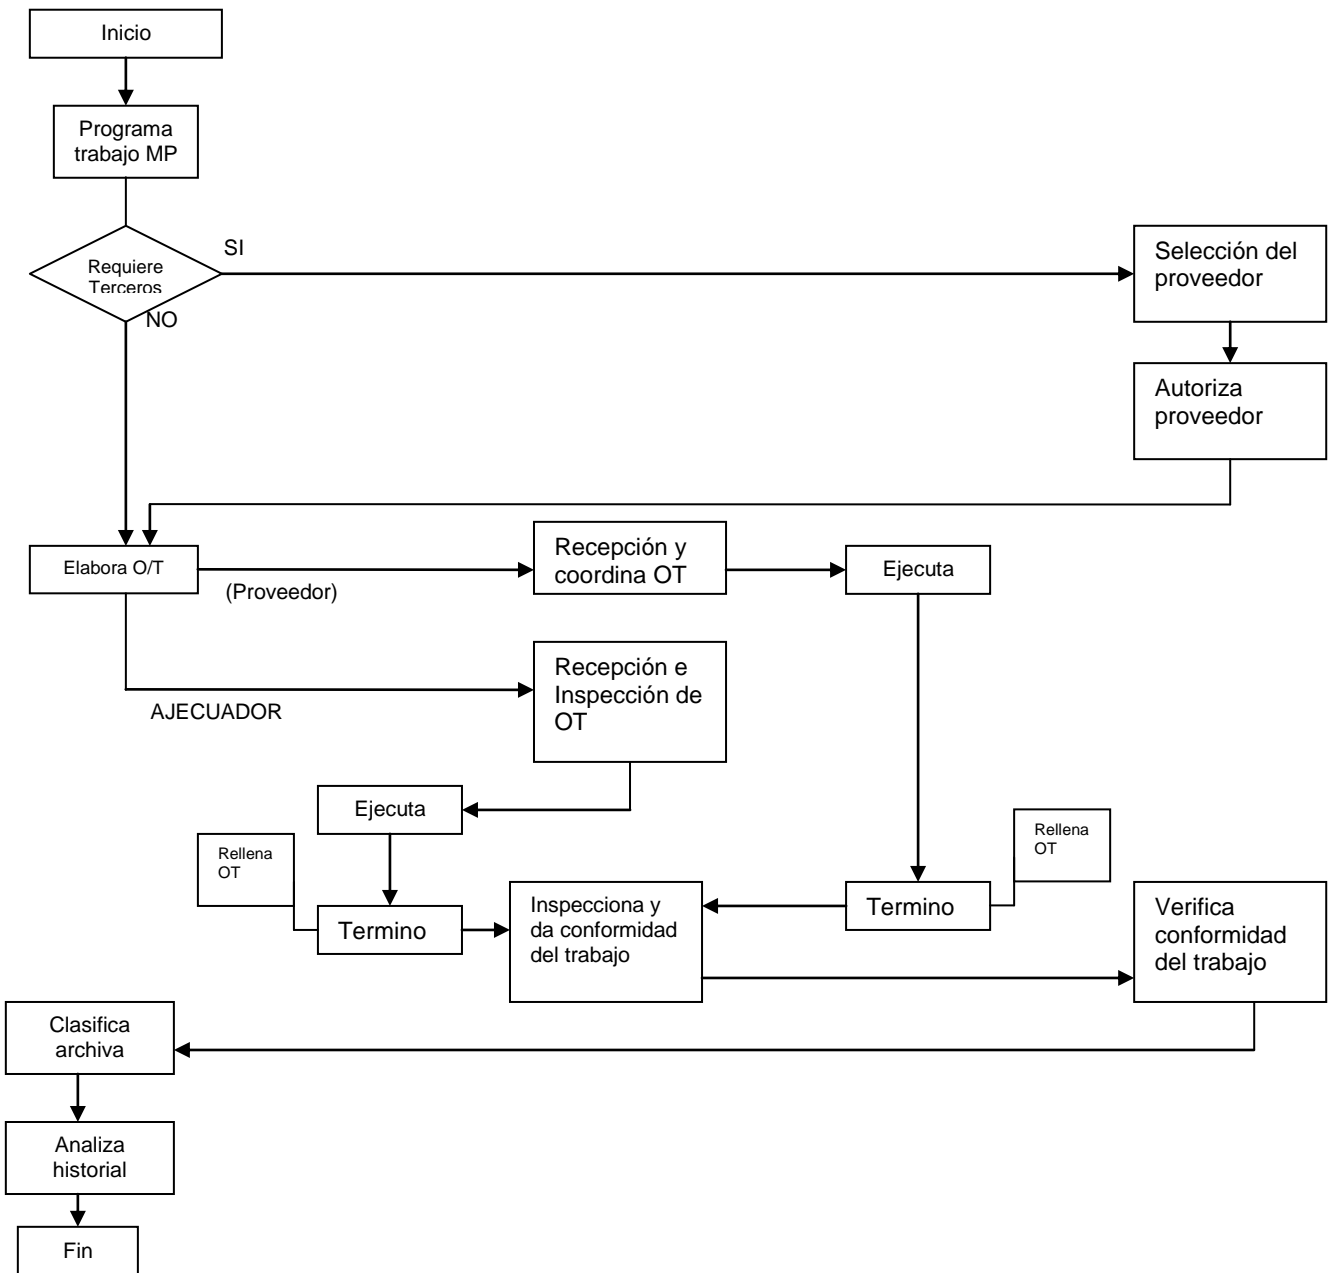 Inicio
Programa
trabajo MP
SI
Requiere
Terceros
NO
Selección del
proveedor
Autoriza
proveedor
Elabora O/T
(Proveedor)
Recepción y
coordina OT
Ejecuta
AJECUADOR
Recepción e
Inspección de
OT
Ejecuta
Rellena
OT
Termino
Inspecciona y
da conformidad
del trabajo
Termino
Rellena
OT
Verifica
conformidad
del trabajo
Clasifica
archiva
Analiza
historial
Fin